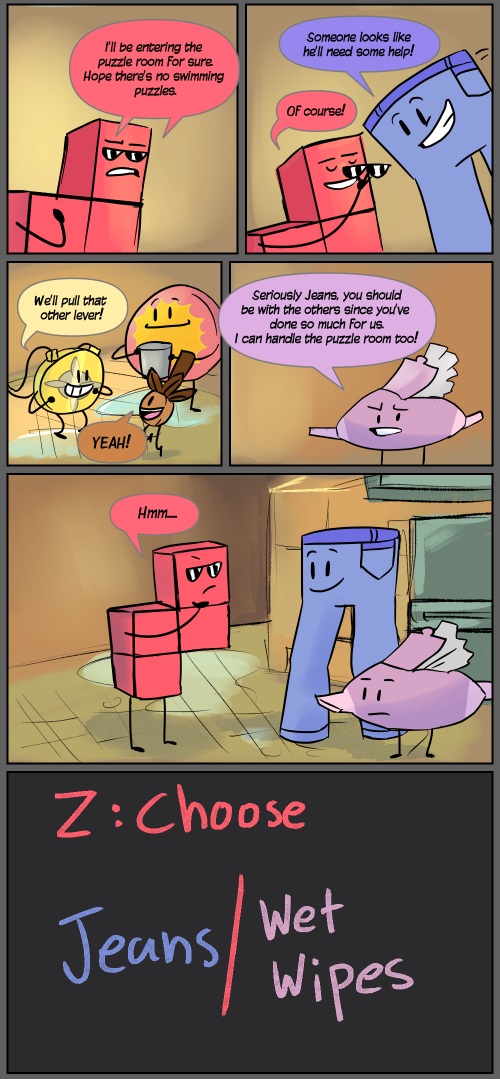 I'll be entering the
puzzle room for sure.
Hope there's no swimming
puzzles.
Someone looks like
he'll need some help!
Of course!
We'll pull that
other lever!
YEAH!
Seriously Jeans, you should
be with the others since you've
done so much for us.
I can handle the puzzle room too!
Hmm....
Z: Choose
Jeans/Wet
Wipes